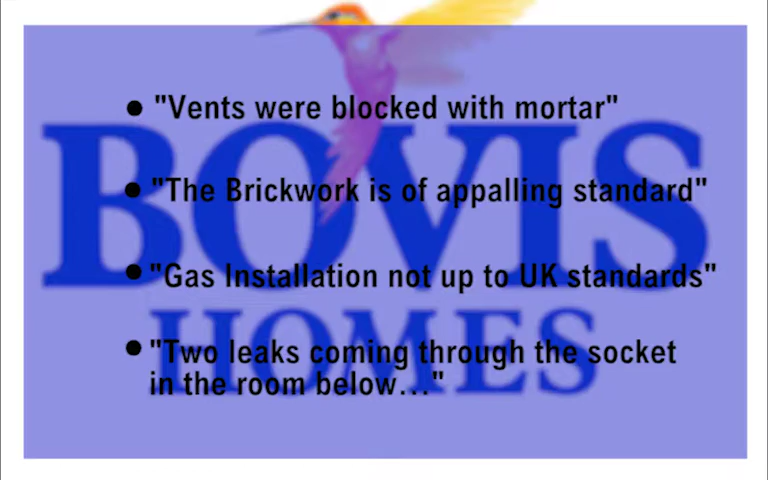 • "Vents were blocked with mortar"
• "The Brickwork is of appalling standard"
• "Gas Installation not up to UK standards"
• "Two leaks coming through the socket
in the room below..."
BOVIS
HOMES